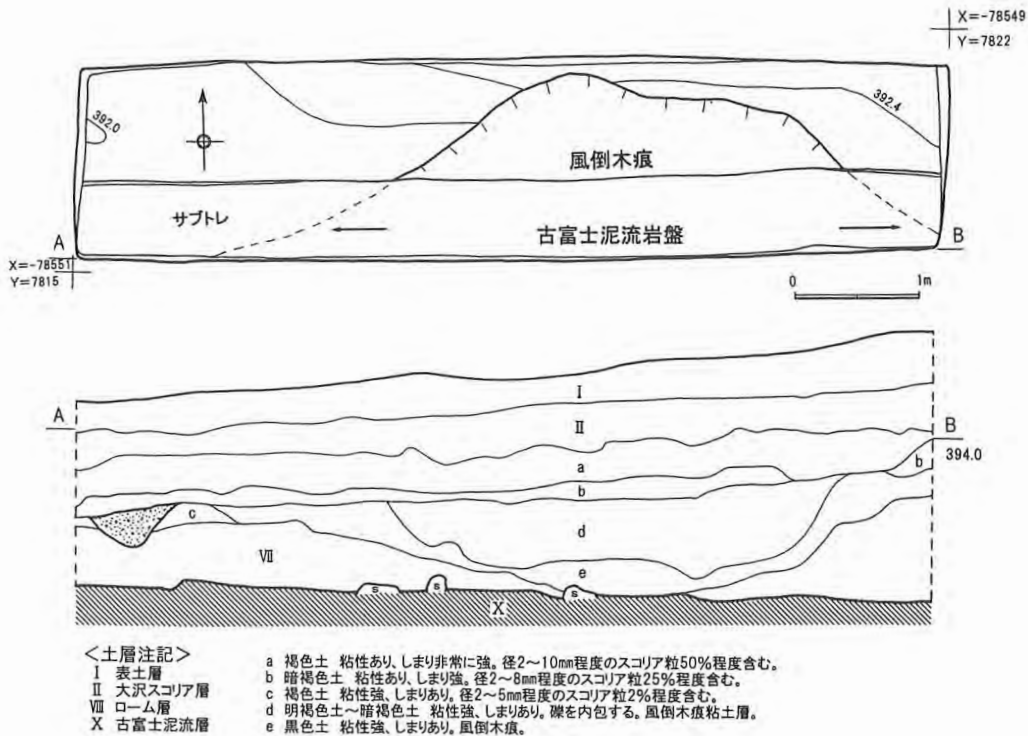 X=-78549
Y=7822
392.0
392.4
風倒木痕
サブトレ
古富士泥流岩盤
A
B
X=-78551
Y=7815
0 1m
I
A
B
II
394.0
a
b
b
c
d
VII
e
s
s
s
X
＜土層注記＞
I 表土層
II 大沢スコリア層
VIII ローム層
X 古富士泥流層
a 褐色土 粘性あり、しまり非常に強。径2～10mm程度のスコリア粒50%程度含む。
b 暗褐色土 粘性あり、しまり強。径2～8mm程度のスコリア粒25%程度含む。
c 褐色土 粘性強、しまりあり。径2～5mm程度のスコリア粒2%程度含む。
d 明褐色土～暗褐色土 粘性強、しまりあり。礫を内包する。風倒木痕粘土層。
e 黒色土 粘性強、しまりあり。風倒木痕。